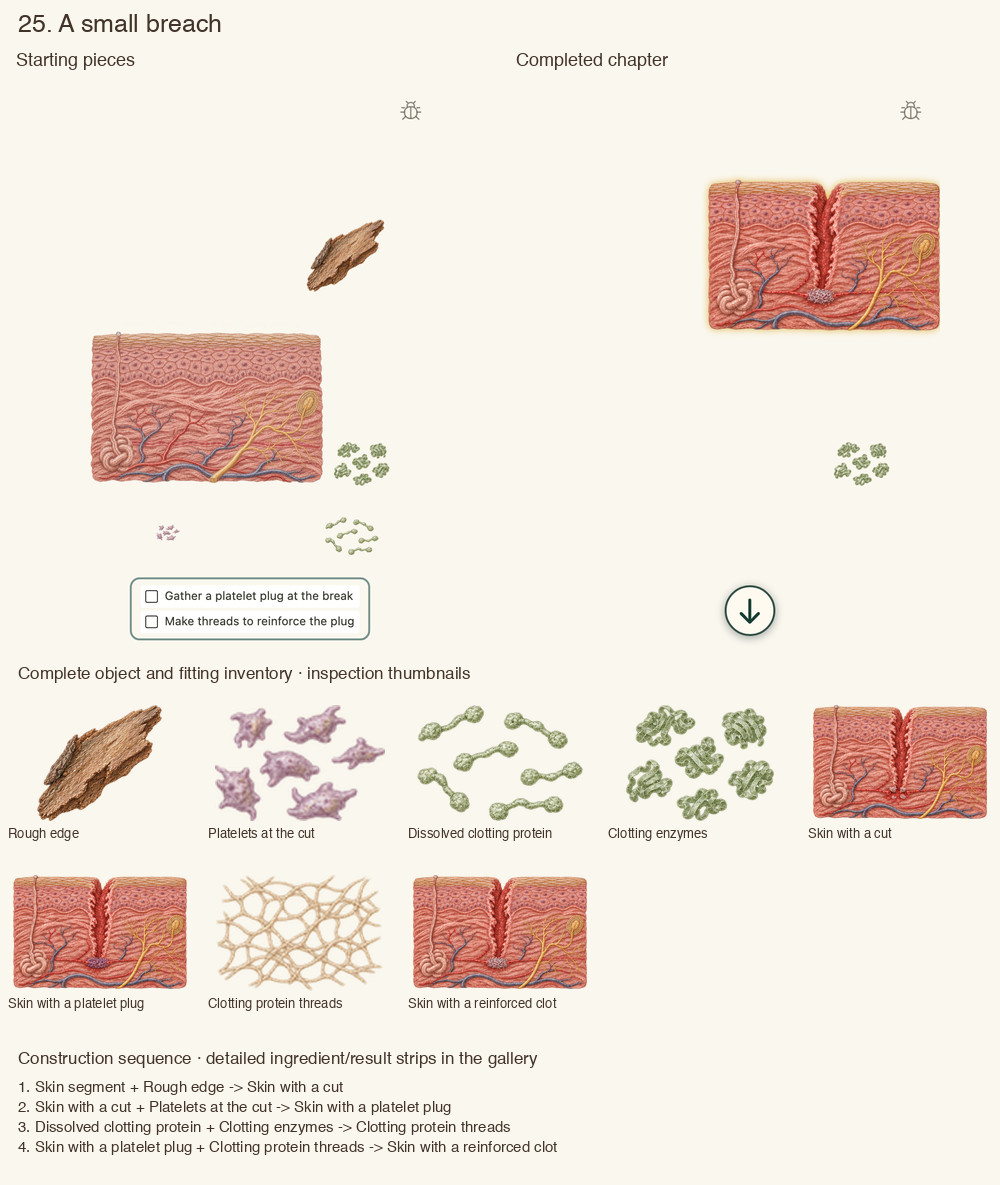 25. A small breach
Starting pieces
Completed chapter
Gather a platelet plug at the break
Make threads to reinforce the plug
Complete object and fitting inventory · inspection thumbnails
Rough edge
Platelets at the cut
Dissolved clotting protein
Clotting enzymes
Skin with a cut
Skin with a platelet plug
Clotting protein threads
Skin with a reinforced clot
Construction sequence · detailed ingredient/result strips in the gallery
1. Skin segment + Rough edge -> Skin with a cut
2. Skin with a cut + Platelets at the cut -> Skin with a platelet plug
3. Dissolved clotting protein + Clotting enzymes -> Clotting protein threads
4. Skin with a platelet plug + Clotting protein threads -> Skin with a reinforced clot